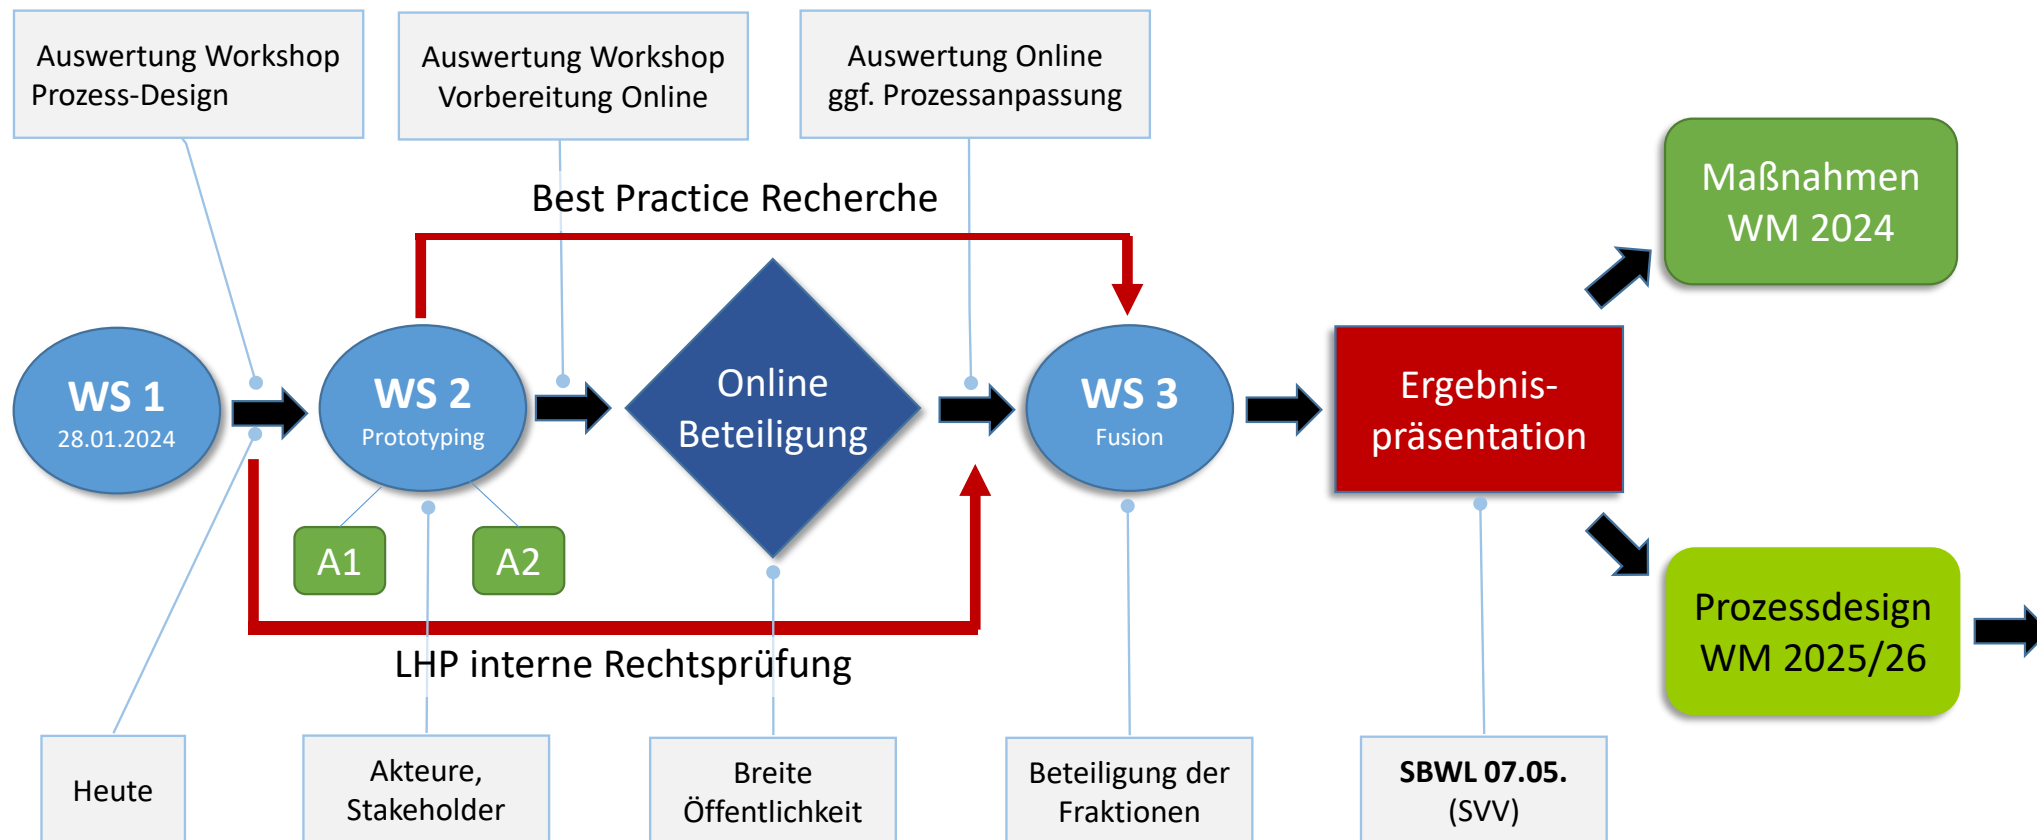 Auswertung Workshop
Prozess-Design
Auswertung Workshop
Vorbereitung Online
Auswertung Online
ggf. Prozessanpassung
Best Practice Recherche
Maßnahmen
WM 2024
WS 1
28.01.2024
WS 2
Prototyping
Online
Beteiligung
WS 3
Fusion
Ergebnis-
präsentation
A1
A2
LHP interne Rechtsprüfung
Prozessdesign
WM 2025/26
Heute
Akteure,
Stakeholder
Breite
Öffentlichkeit
Beteiligung der
Fraktionen
SBWL 07.05.
(SVV)